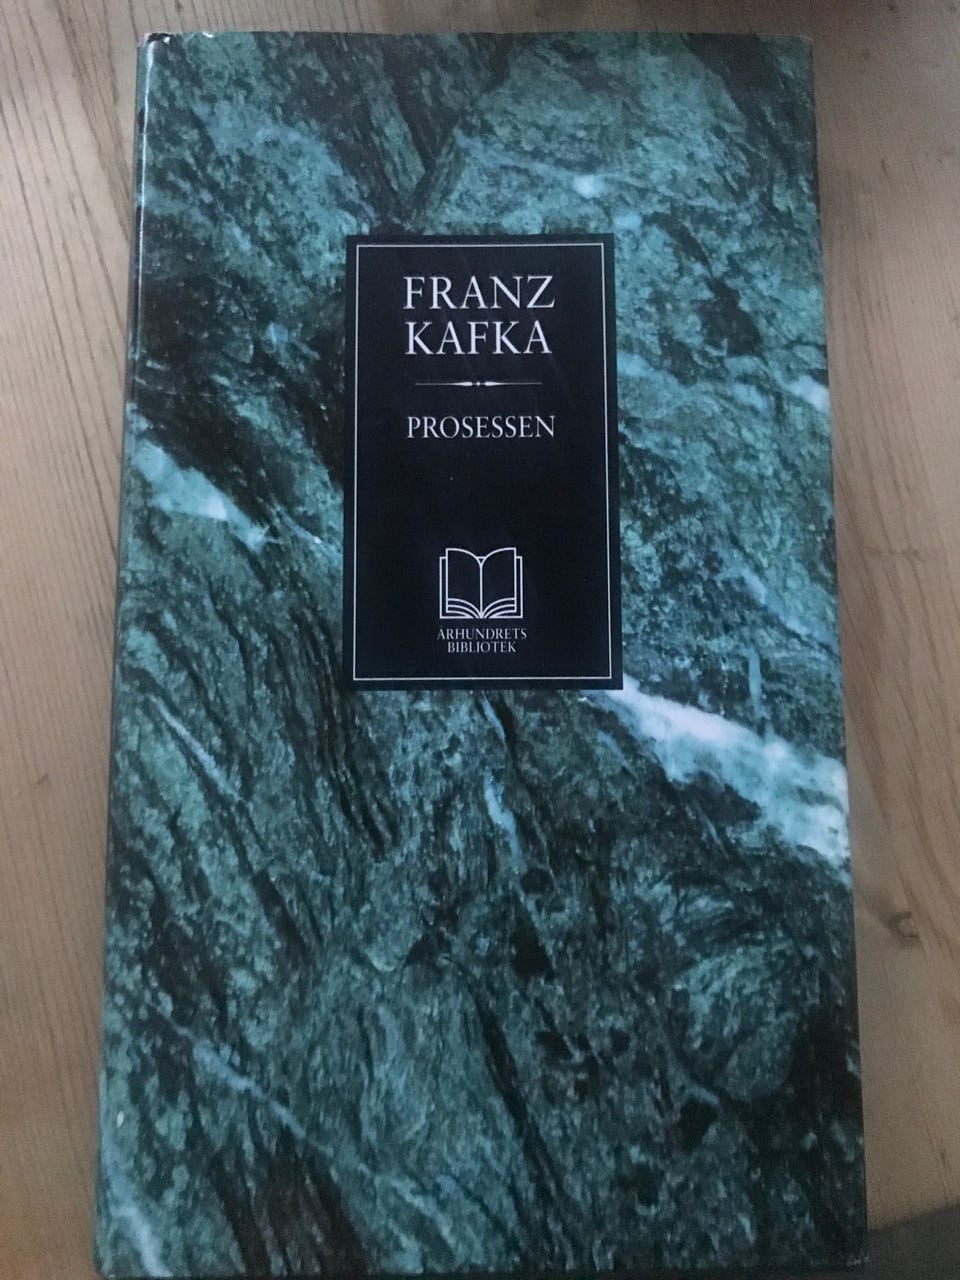 FRANZ
KAFKA
PROSESSEN
ÅRHUNDRETS
BIBLIOTEK